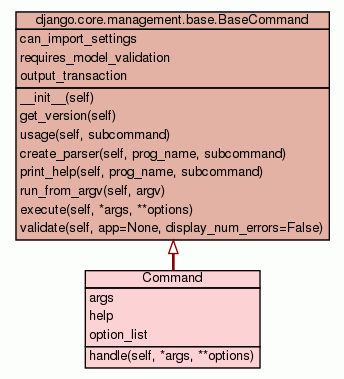 django.core.management.base.BaseCommand
can_import_settings
requires_model_validation
output_transaction
__init__(self)
get_version(self)
usage(self, subcommand)
create_parser(self, prog_name, subcommand)
print_help(self, prog_name, subcommand)
run_from_argv(self, argv)
execute(self, *args, **options)
validate(self, app=None, display_num_errors=False)
Command
args
help
option_list
handle(self, *args, **options)